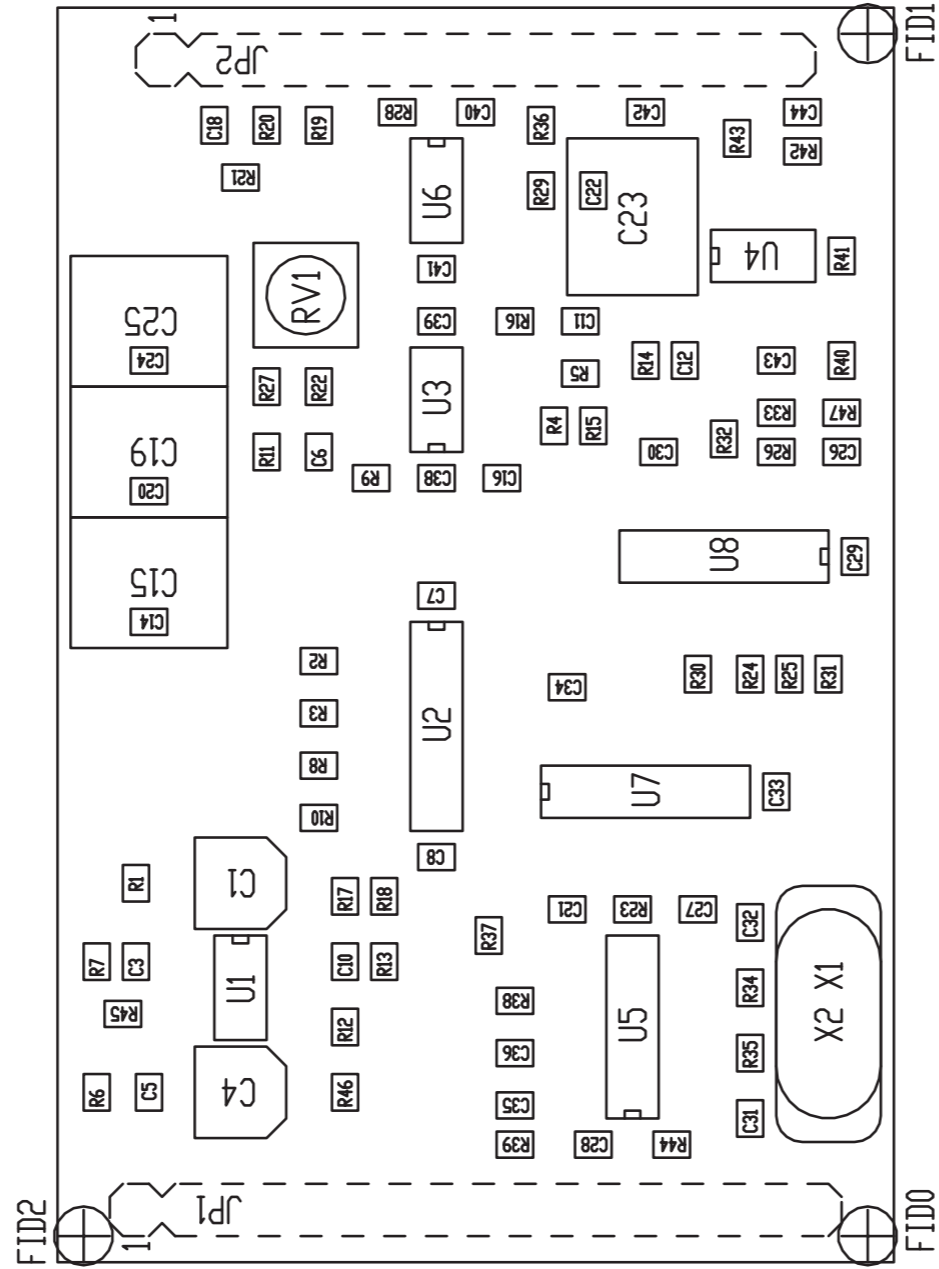 1
FID1
JP2
C18
R20
R19
R28
C40
R36
C42
R43
C44
R42
R21
U6
R29
C22
C23
U4
R41
C41
RV1
C25
C24
C39
R16
C11
R14
C12
C43
R40
R27
R22
U3
R5
R33
R47
R4
R15
R32
R11
C6
C30
R26
C26
C19
C20
R9
C38
C16
U8
C29
C15
C14
C7
R2
C34
R30
R24
R25
R31
R3
U2
R8
U7
C33
R10
C8
R1
C1
R17
R18
C21
R23
C27
C32
R37
R7
C3
C10
R13
U1
R34
X2 X1
R45
R38
U5
R12
C36
R35
R6
C5
C4
R46
C35
C31
R39
C28
R44
FID2
JP1
1
FID0